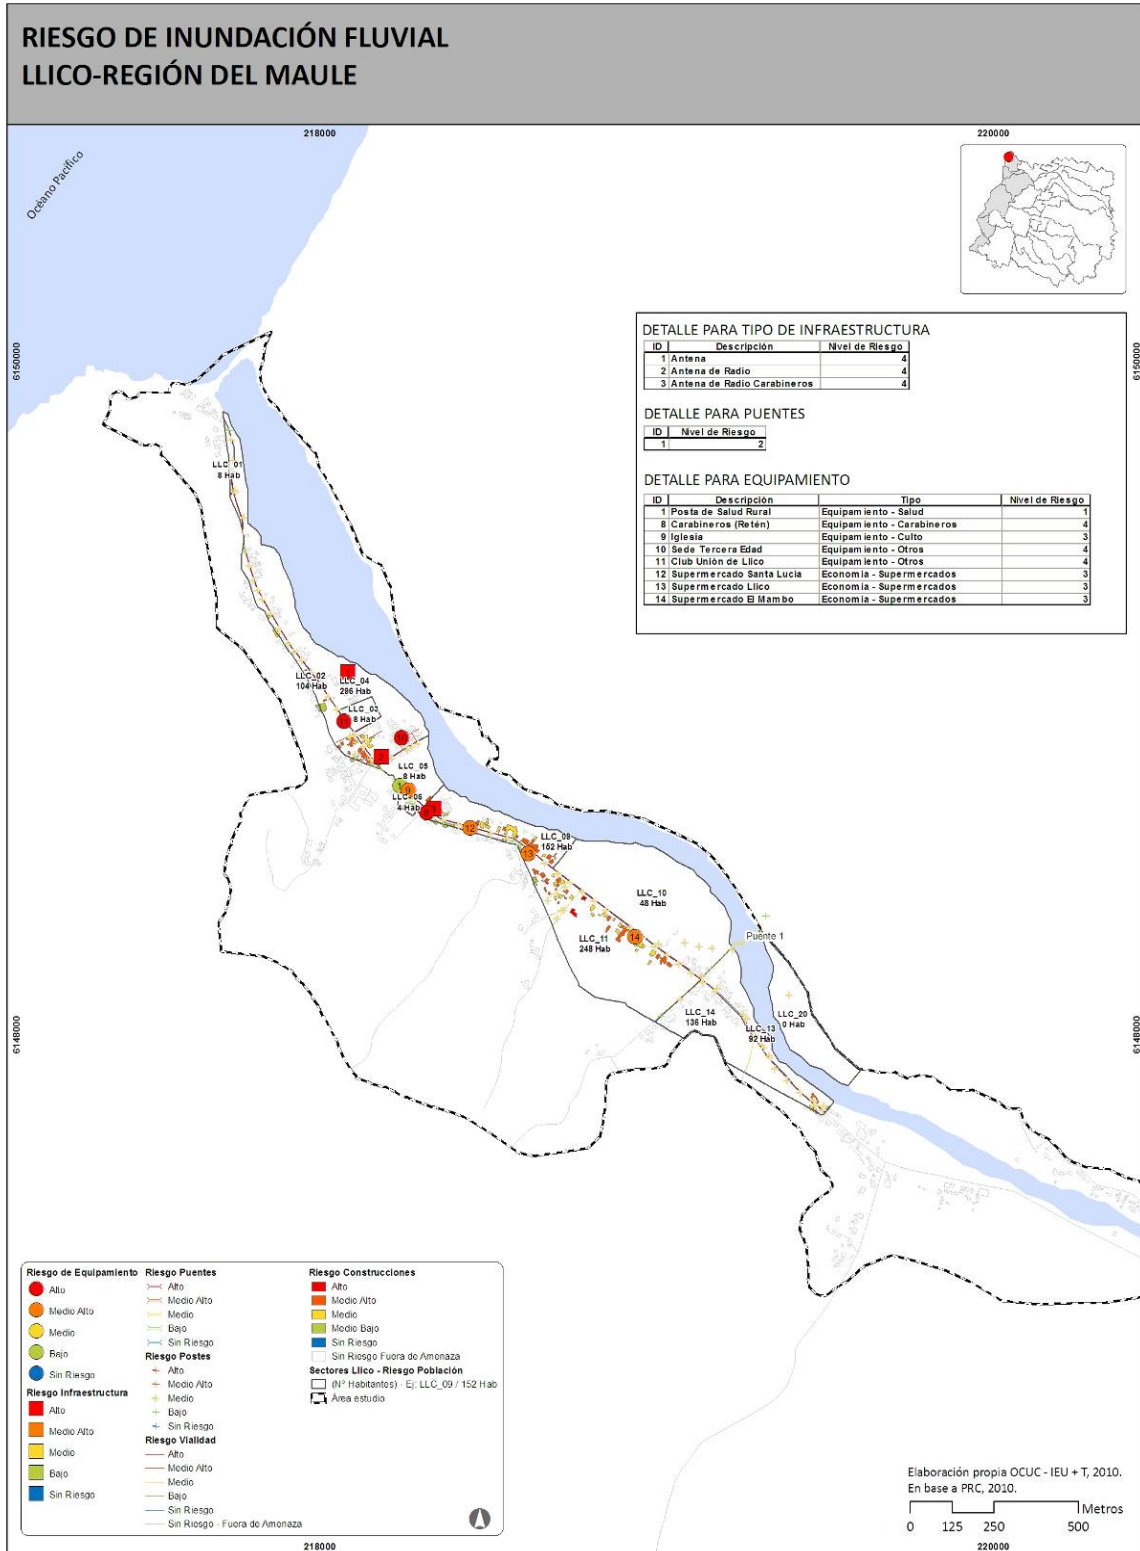 RIESGO DE INUNDACIÓN FLUVIAL
LLICO-REGIÓN DEL MAULE
218000
220000
Océano Pacífico
6150000
6150000
DETALLE PARA TIPO DE INFRAESTRUCTURA
ID Descripción Nivel de Riesgo
1 Antena 4
2 Antena de Radio 4
3 Antena de Radio Carabineros 4
DETALLE PARA PUENTES
ID Nivel de Riesgo
1 2
DETALLE PARA EQUIPAMIENTO
ID Descripción Tipo Nivel de Riesgo
1 Posta de Salud Rural Equipamiento - Salud 1
8 Carabineros (Retén) Equipamiento - Carabineros 4
9 Iglesia Equipamiento - Culto 3
10 Sede Tercera Edad Equipamiento - Otros 4
11 Club Unión de Llico Equipamiento - Otros 4
12 Supermercado Santa Lucia Economia - Supermercados 3
13 Supermercado Llico Economia - Supermercados 3
14 Supermercado El Mambo Economia - Supermercados 3
LLC_01
8 Hab
LLC_02
104 Hab
LLC_04
286 Hab
LLC_03
8 Hab
11
10
LLC_05
8 Hab
9
LLC_06
4 Hab
12
13
LLC_09
152 Hab
LLC_10
48 Hab
LLC_11
248 Hab
14
Puente 1
LLC_14
136 Hab
LLC_13
92 Hab
LLC_20
0 Hab
6148000
6148000
Riesgo de Equipamiento
Alto
Medio Alto
Medio
Bajo
Sin Riesgo
Riesgo Infraestructura
Alto
Medio Alto
Medio
Bajo
Sin Riesgo
Riesgo Puentes
Alto
Medio Alto
Medio
Bajo
Sin Riesgo
Riesgo Postes
Alto
Medio Alto
Medio
Bajo
Sin Riesgo
Riesgo Vialidad
Alto
Medio Alto
Medio
Bajo
Sin Riesgo
Sin Riesgo - Fuera de Amenaza
Riesgo Construcciones
Alto
Medio Alto
Medio
Medio Bajo
Sin Riesgo
Sin Riesgo Fuera de Amenaza
Sectores Llico - Riesgo Población
(N° Habitantes) - Ej: LLC_09 / 152 Hab
Área estudio
Elaboración propia OCUC - IEU + T, 2010.
En base a PRC, 2010.
Metros
0 125 250 500
218000
220000